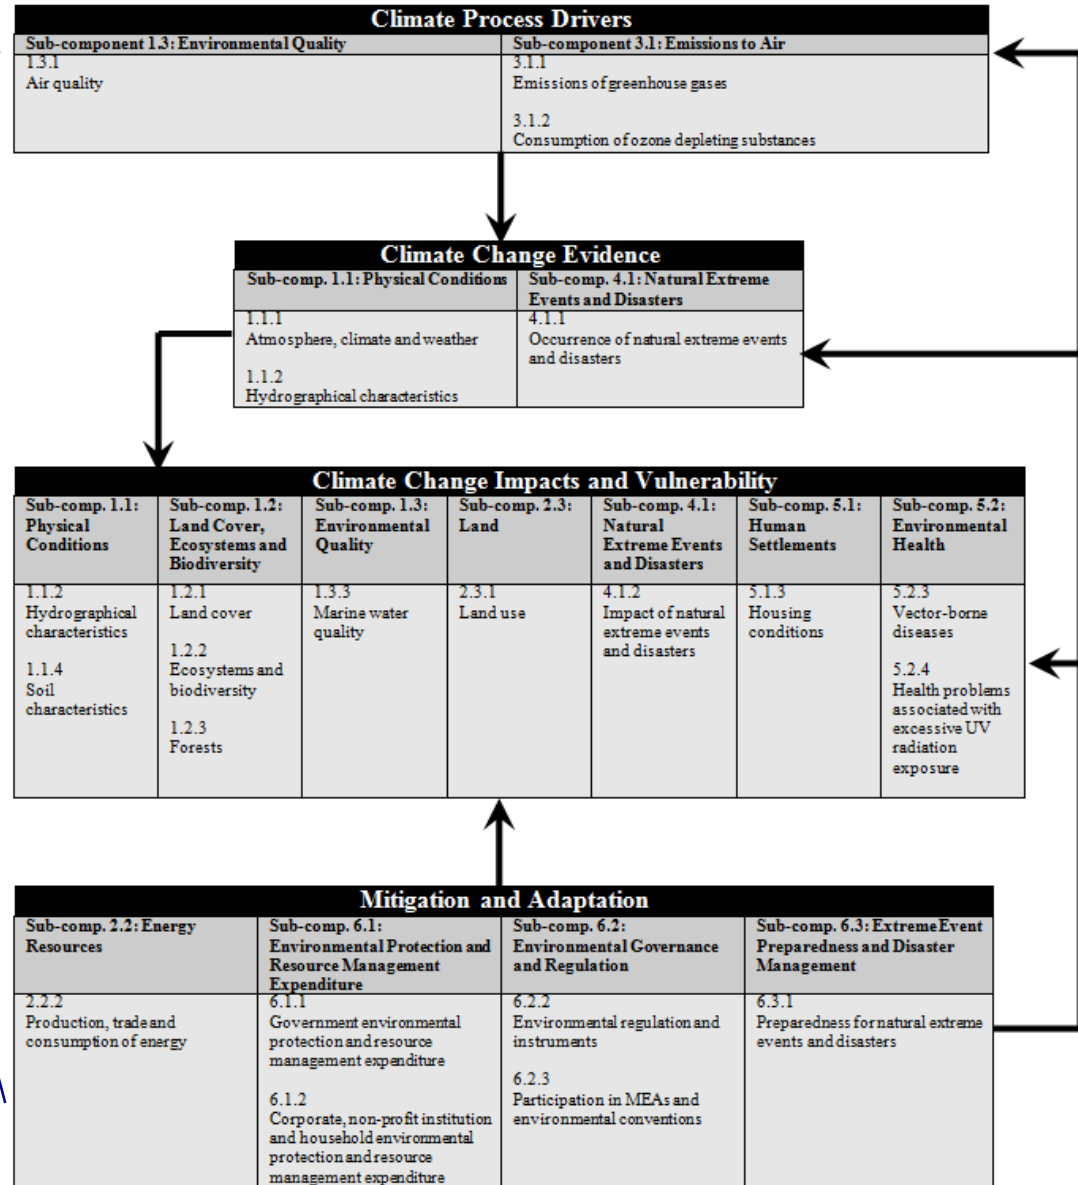 Climate Process Drivers
Sub-component 1.3: Environmental Quality
1.3.1
Air quality
Sub-component 3.1: Emissions to Air
3.1.1
Emissions of greenhouse gases
3.1.2
Consumption of ozone depleting substances
Climate Change Evidence
Sub-comp. 1.1: Physical Conditions
1.1.1
Atmosphere, climate and weather
1.1.2
Hydrographical characteristics
Sub-comp. 4.1: Natural Extreme
Events and Disasters
4.1.1
Occurrence of natural extreme events
and disasters
Climate Change Impacts and Vulnerability
Sub-comp. 1.1:
Physical
Conditions
1.1.2
Hydrographical
characteristics
1.1.4
Soil
characteristics
Sub-comp. 1.2:
Land Cover,
Ecosystems and
Biodiversity
1.2.1
Land cover
1.2.2
Ecosystems and
biodiversity
1.2.3
Forests
Sub-comp. 1.3:
Environmental
Quality
1.3.3
Marine water
quality
Sub-comp. 2.3:
Land
2.3.1
Land use
Sub-comp. 4.1:
Natural
Extreme Events
and Disasters
4.1.2
Impact of natural
extreme events
and disasters
Sub-comp. 5.1:
Human
Settlements
5.1.3
Housing
conditions
Sub-comp. 5.2:
Environmental
Health
5.2.3
Vector-borne
diseases
5.2.4
Health problems
associated with
excessive UV
radiation
exposure
Mitigation and Adaptation
Sub-comp. 2.2: Energy
Resources
2.2.2
Production, trade and
consumption of energy
Sub-comp. 6.1:
Environmental Protection and
Resource Management
Expenditure
6.1.1
Government environmental
protection and resource
management expenditure
6.1.2
Corporate, non-profit institution
and household environmental
protection and resource
management expenditure
Sub-comp. 6.2:
Environmental Governance
and Regulation
6.2.2
Environmental regulation and
instruments
6.2.3
Participation in MEAs and
environmental conventions
Sub-comp. 6.3: Extreme Event
Preparedness and Disaster
Management
6.3.1
Preparedness for natural extreme
events and disasters